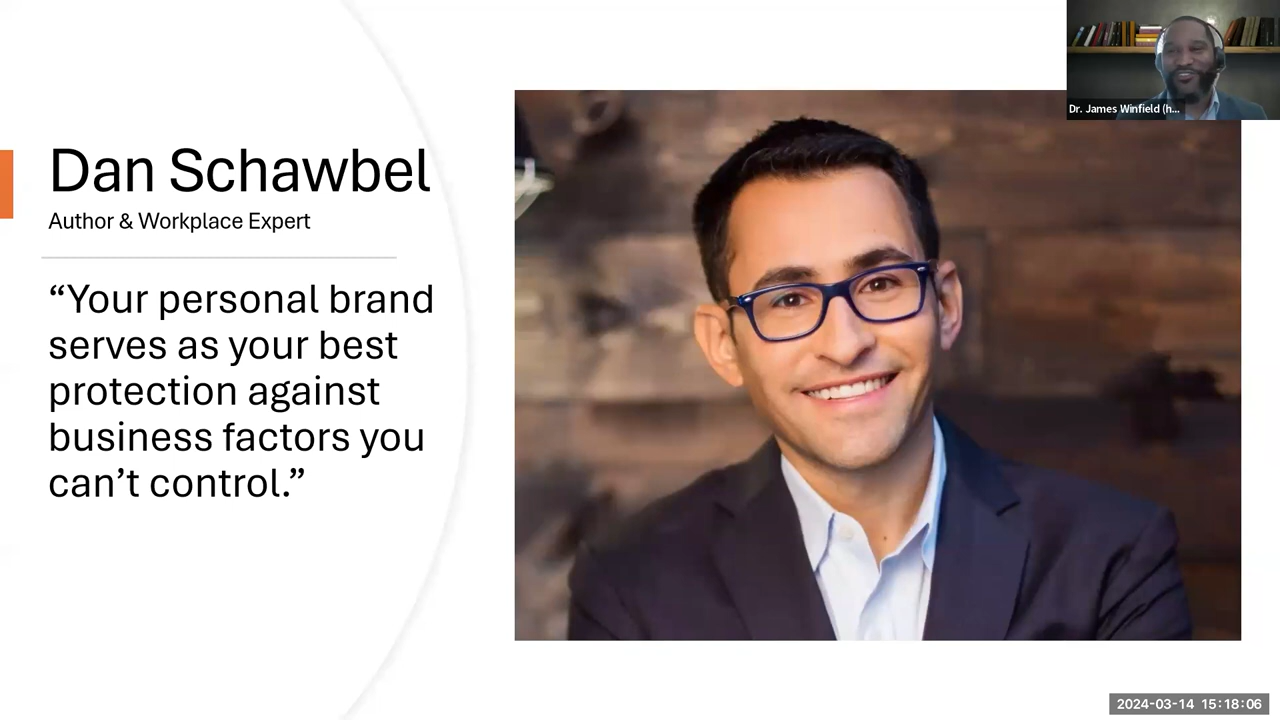 Dan Schawbel
Author & Workplace Expert
“Your personal brand
serves as your best
protection against
business factors you
can’t control.”
Dr. James Winfield (h...
2024-03-14 15:18:06